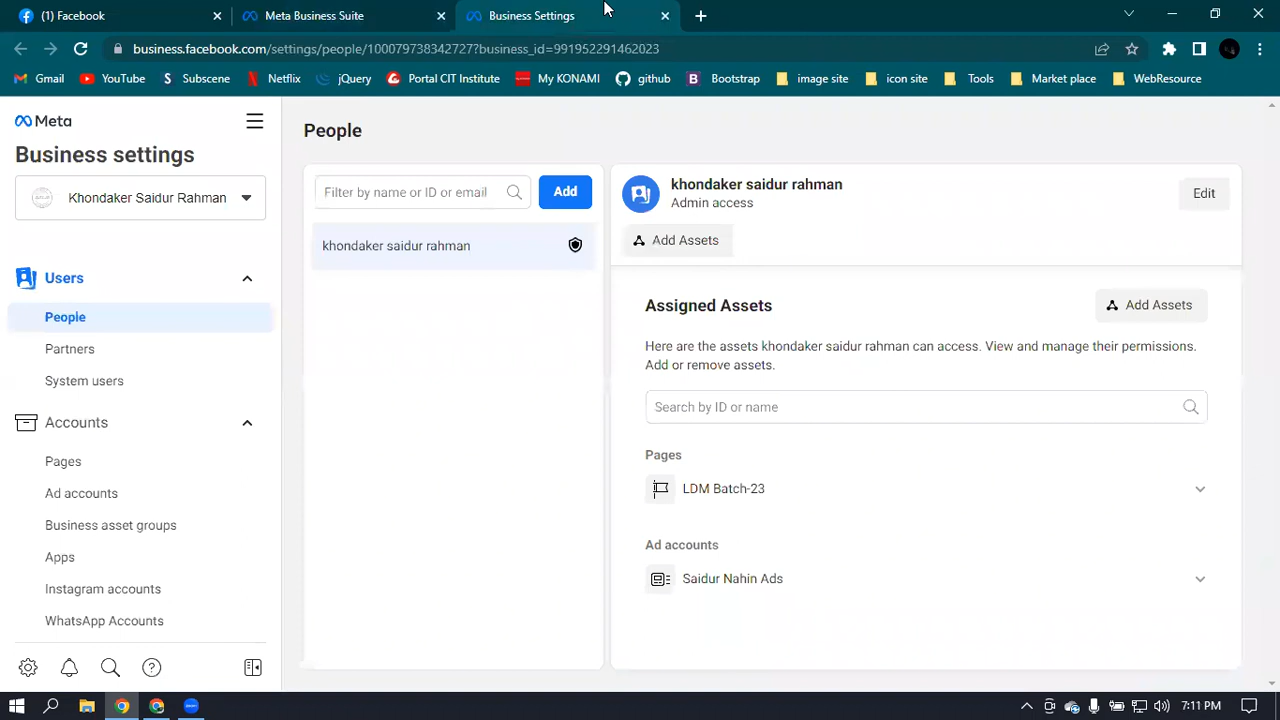 (1) Facebook
Meta Business Suite
Business Settings
business.facebook.com/settings/people/100079738342727?business_id=991952291462023
Gmail
YouTube
Subscene
Netflix
jQuery
Portal CIT Institute
My KONAMI
github
Bootstrap
image site
icon site
Tools
Market place
WebResource
Meta
Business settings
Khondaker Saidur Rahman
Users
People
Partners
System users
Accounts
Pages
Ad accounts
Business asset groups
Apps
Instagram accounts
WhatsApp Accounts
People
Filter by name or ID or email
Add
khondaker saidur rahman
khondaker saidur rahman
Admin access
Edit
Add Assets
Assigned Assets
Add Assets
Here are the assets khondaker saidur rahman can access. View and manage their permissions.
Add or remove assets.
Search by ID or name
Pages
LDM Batch-23
Ad accounts
Saidur Nahin Ads
7:11 PM